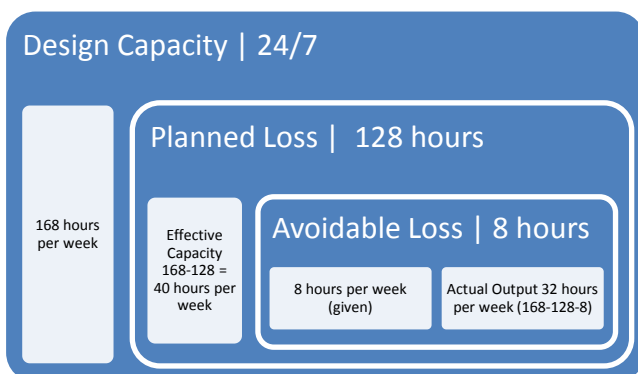 Design Capacity | 24/7
168 hours
per week
Planned Loss | 128 hours
Effective
Capacity
168-128 =
40 hours per
week
Avoidable Loss | 8 hours
8 hours per week
(given)
Actual Output 32 hours
per week (168-128-8)